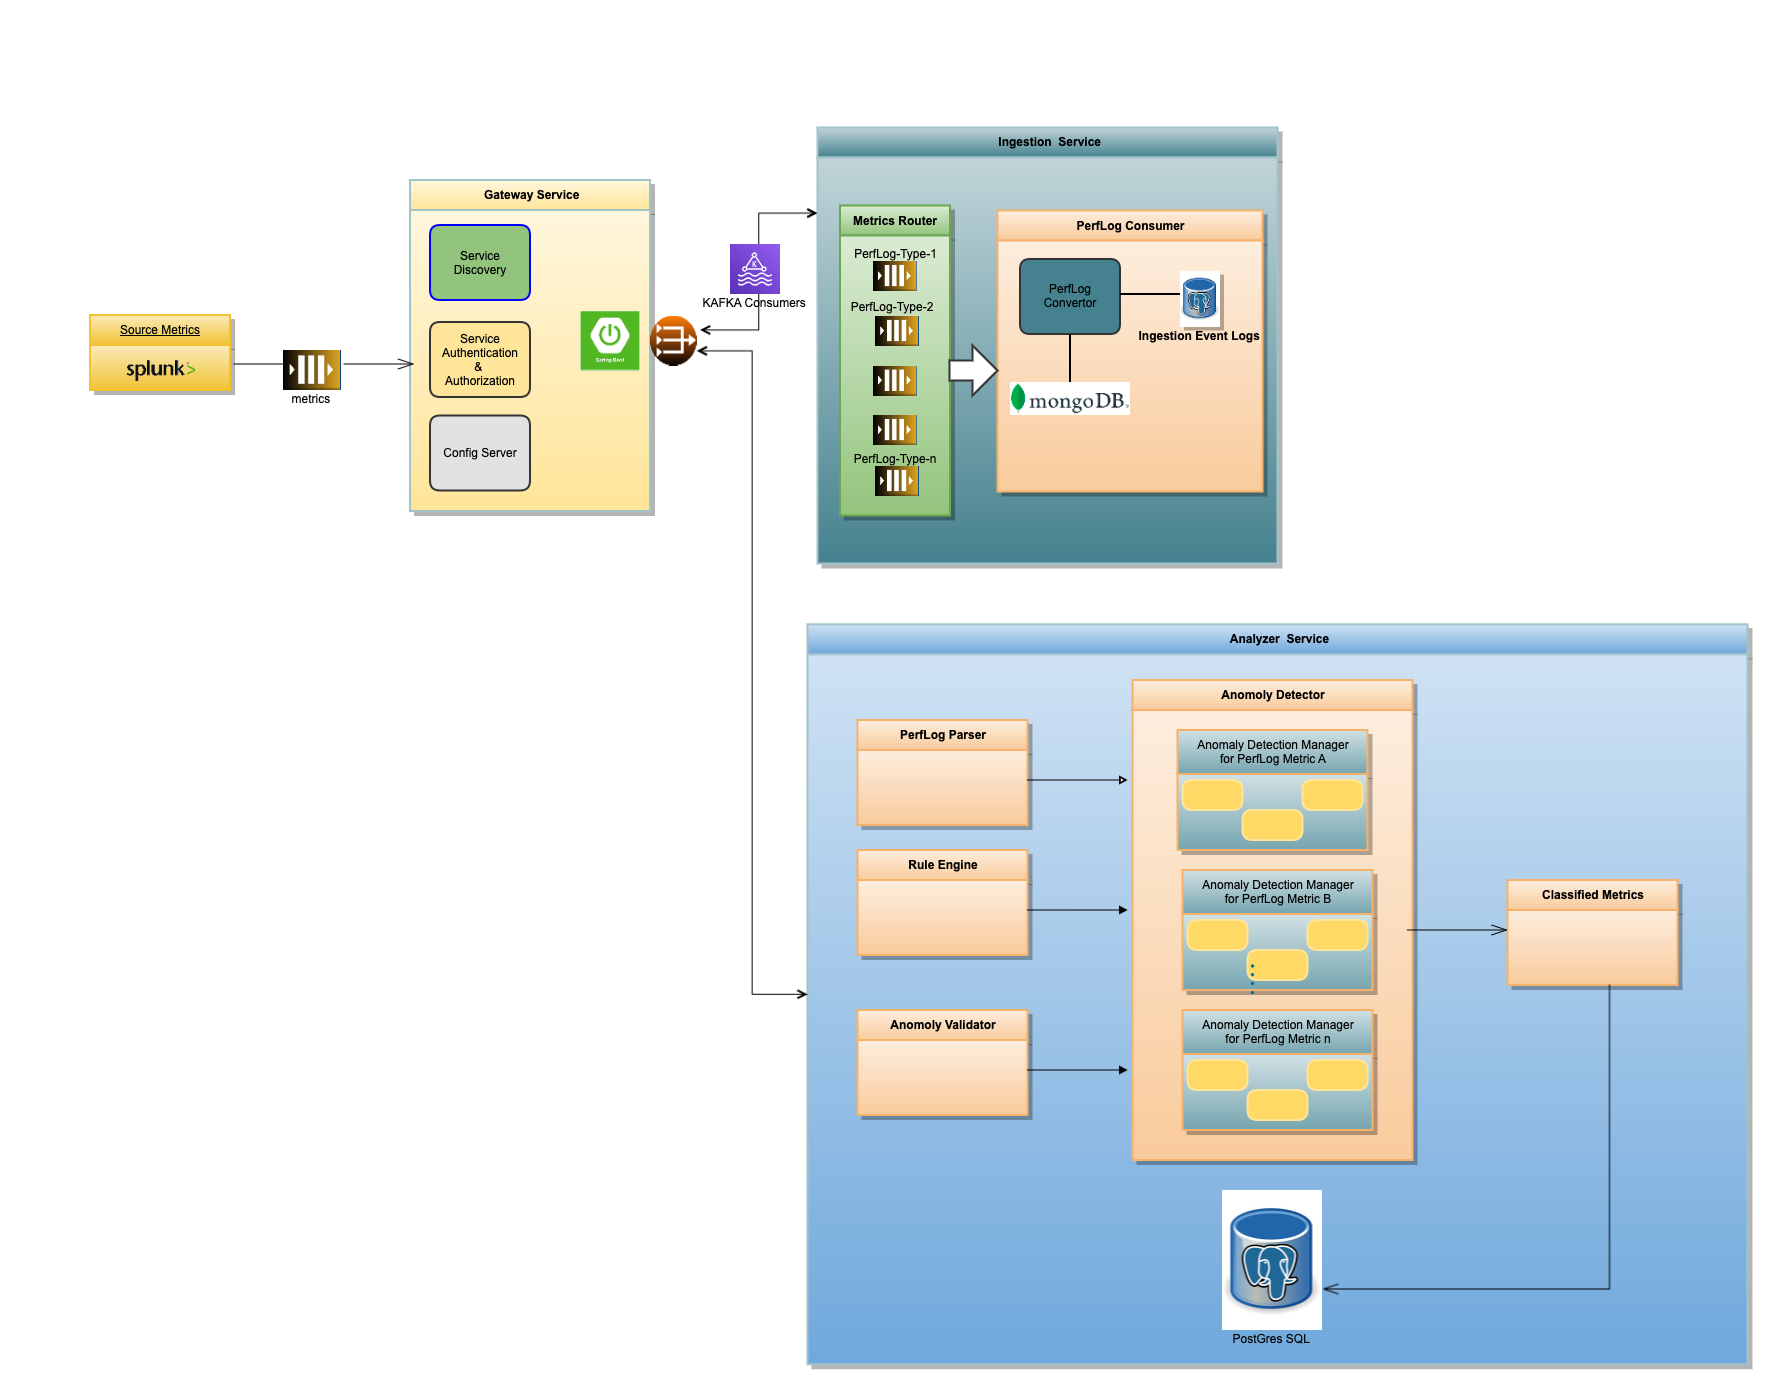 Ingestion  Service
Gateway Service
Service
Discovery
Metrics Router
PerfLog Consumer
PerfLog-Type-1
PerfLog
Convertor
KAFKA Consumers
PerfLog-Type-2
Ingestion Event Logs
Source Metrics
splunk>
metrics
Service
Authentication
&
Authorization
Spring Boot
mongoDB
Config Server
PerfLog-Type-n
Analyzer  Service
Anomoly Detector
PerfLog Parser
Anomaly Detection Manager
for PerfLog Metric A
Rule Engine
Anomaly Detection Manager
for PerfLog Metric B
Classified Metrics
Anomoly Validator
Anomaly Detection Manager
for PerfLog Metric n
PostGres SQL